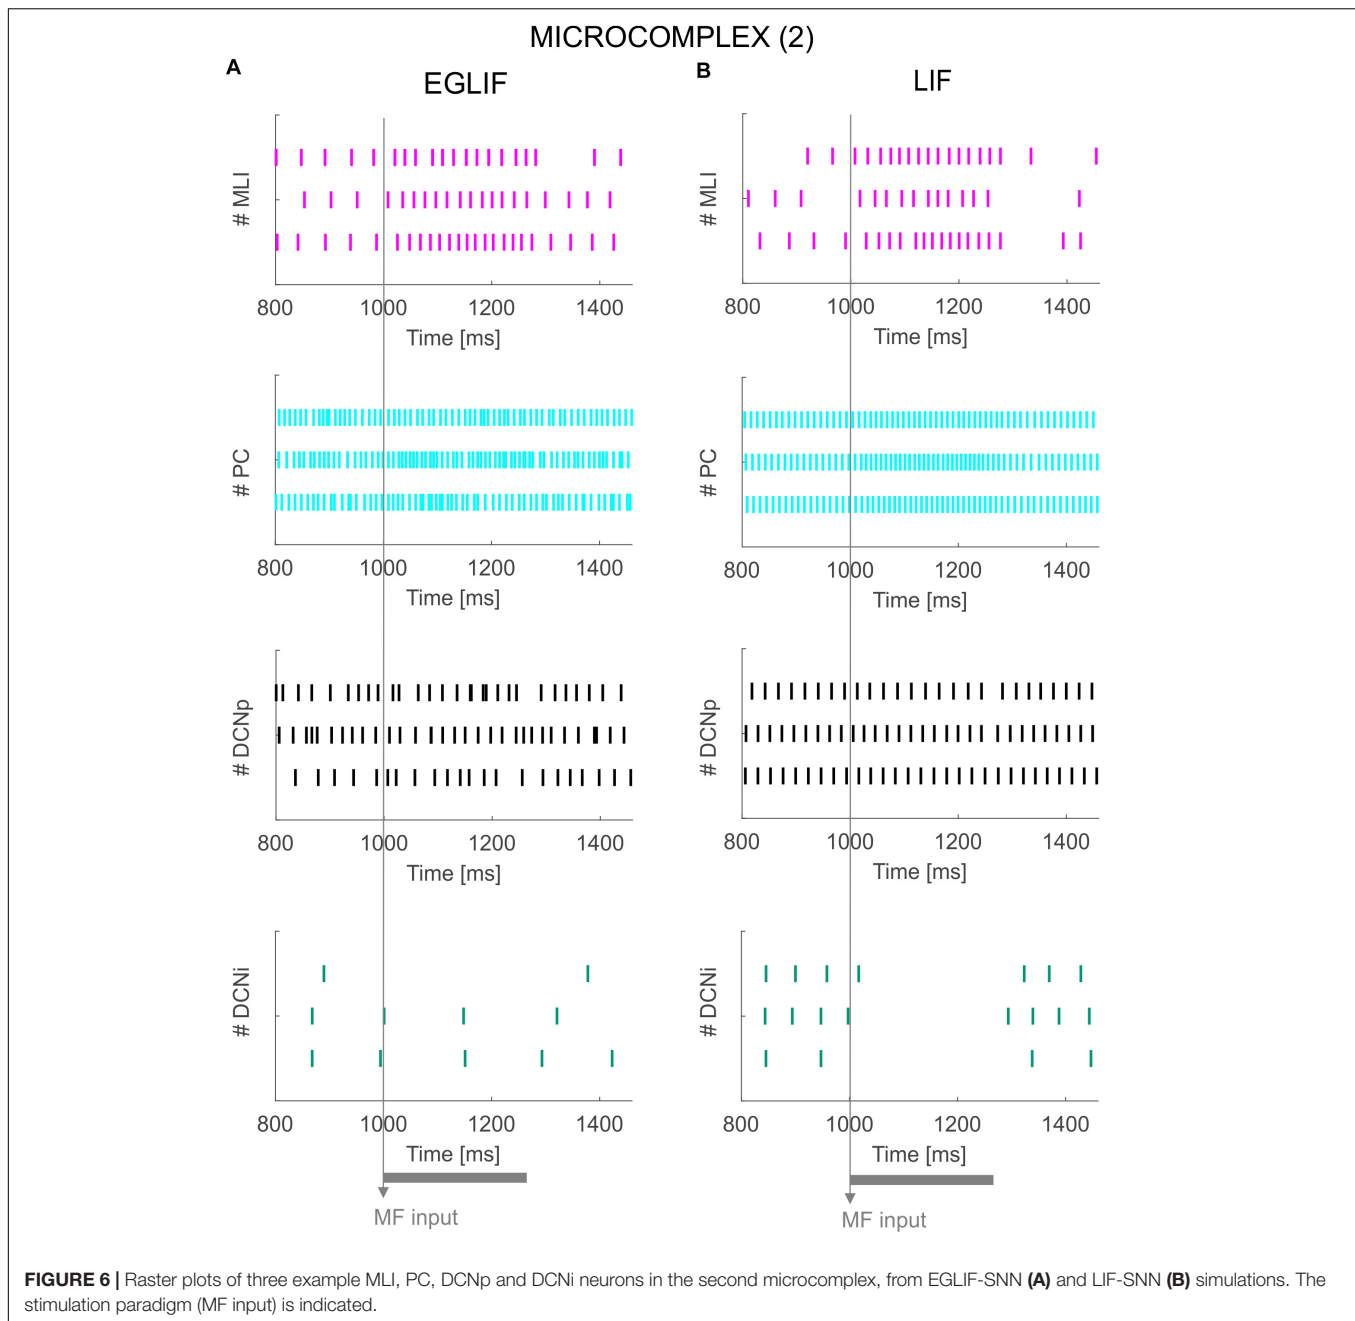 MICROCOMPLEX (2)
A
EGLIF
B
LIF
# MLI
800 1000 1200 1400
Time [ms]
# MLI
800 1000 1200 1400
Time [ms]
# PC
800 1000 1200 1400
Time [ms]
# PC
800 1000 1200 1400
Time [ms]
# DCNp
800 1000 1200 1400
Time [ms]
# DCNp
800 1000 1200 1400
Time [ms]
# DCNi
800 1000 1200 1400
Time [ms]
MF input
# DCNi
800 1000 1200 1400
Time [ms]
MF input
FIGURE 6 | Raster plots of three example MLI, PC, DCNp and DCNi neurons in the second microcomplex, from EGLIF-SNN (A) and LIF-SNN (B) simulations. The
stimulation paradigm (MF input) is indicated.